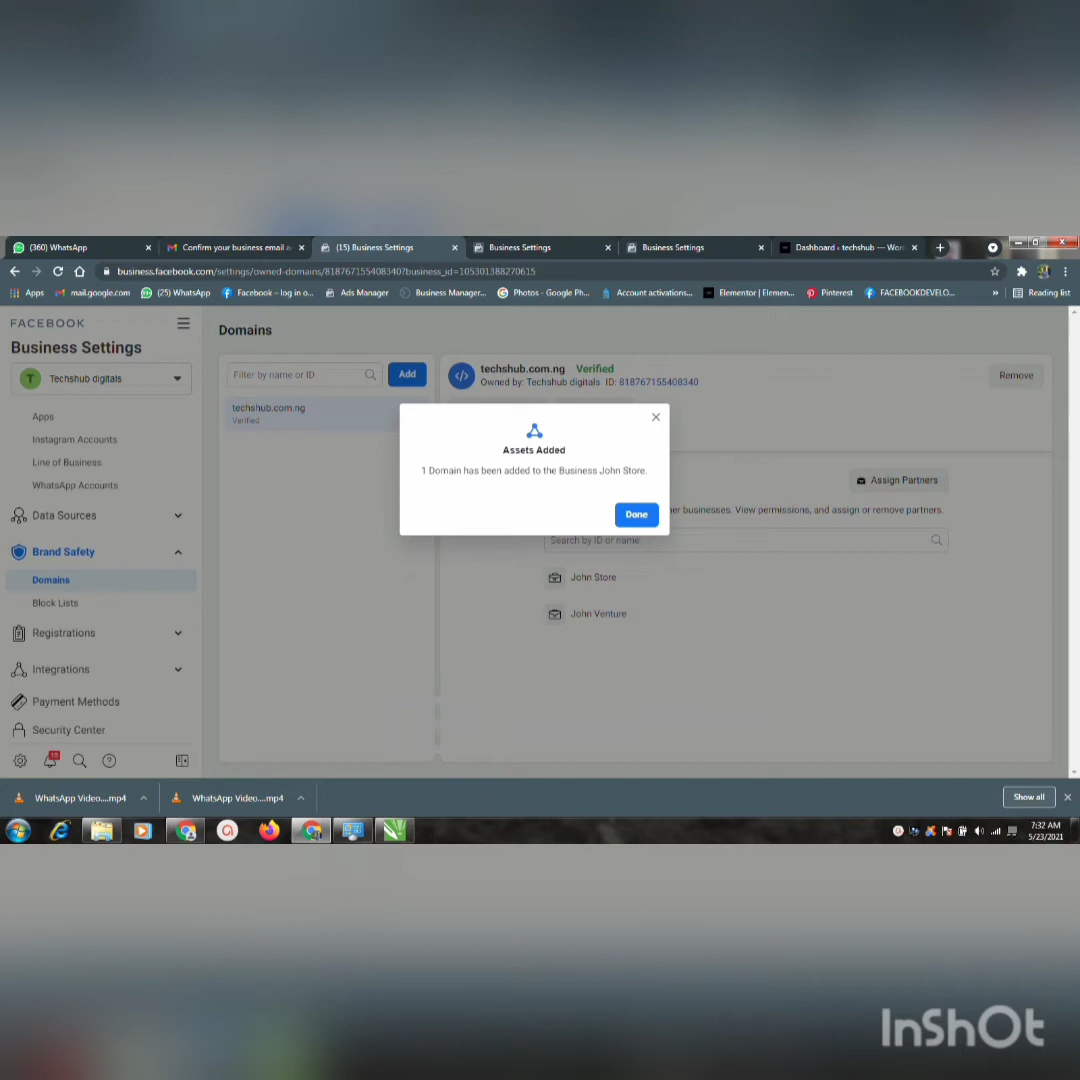 (360) WhatsApp
Confirm your business email a
(15) Business Settings
Business Settings
Business Settings
Dashboard ‹ techshub — Wor
business.facebook.com/settings/owned-domains/818767155408340?business_id=105301388270615
Apps
mail.google.com
(25) WhatsApp
Facebook – log in o...
Ads Manager
Business Manager...
Photos - Google Ph...
Account activations...
Elementor | Elemen...
Pinterest
FACEBOOKDEVELO...
»
Reading list
FACEBOOK
Business Settings
T
Techshub digitals
Apps
Instagram Accounts
Line of Business
WhatsApp Accounts
Data Sources
Brand Safety
Domains
Block Lists
Registrations
Integrations
Payment Methods
Security Center
Domains
Filter by name or ID
Add
techshub.com.ng
Verified
techshub.com.ng Verified
Owned by: Techshub digitals ID: 818767155408340
Remove
Assets Added
1 Domain has been added to the Business John Store.
Done
Assign Partners
er businesses. View permissions, and assign or remove partners.
Search by ID or name
John Store
John Venture
WhatsApp Video....mp4
WhatsApp Video....mp4
Show all
7:32 AM
5/23/2021
InShOt